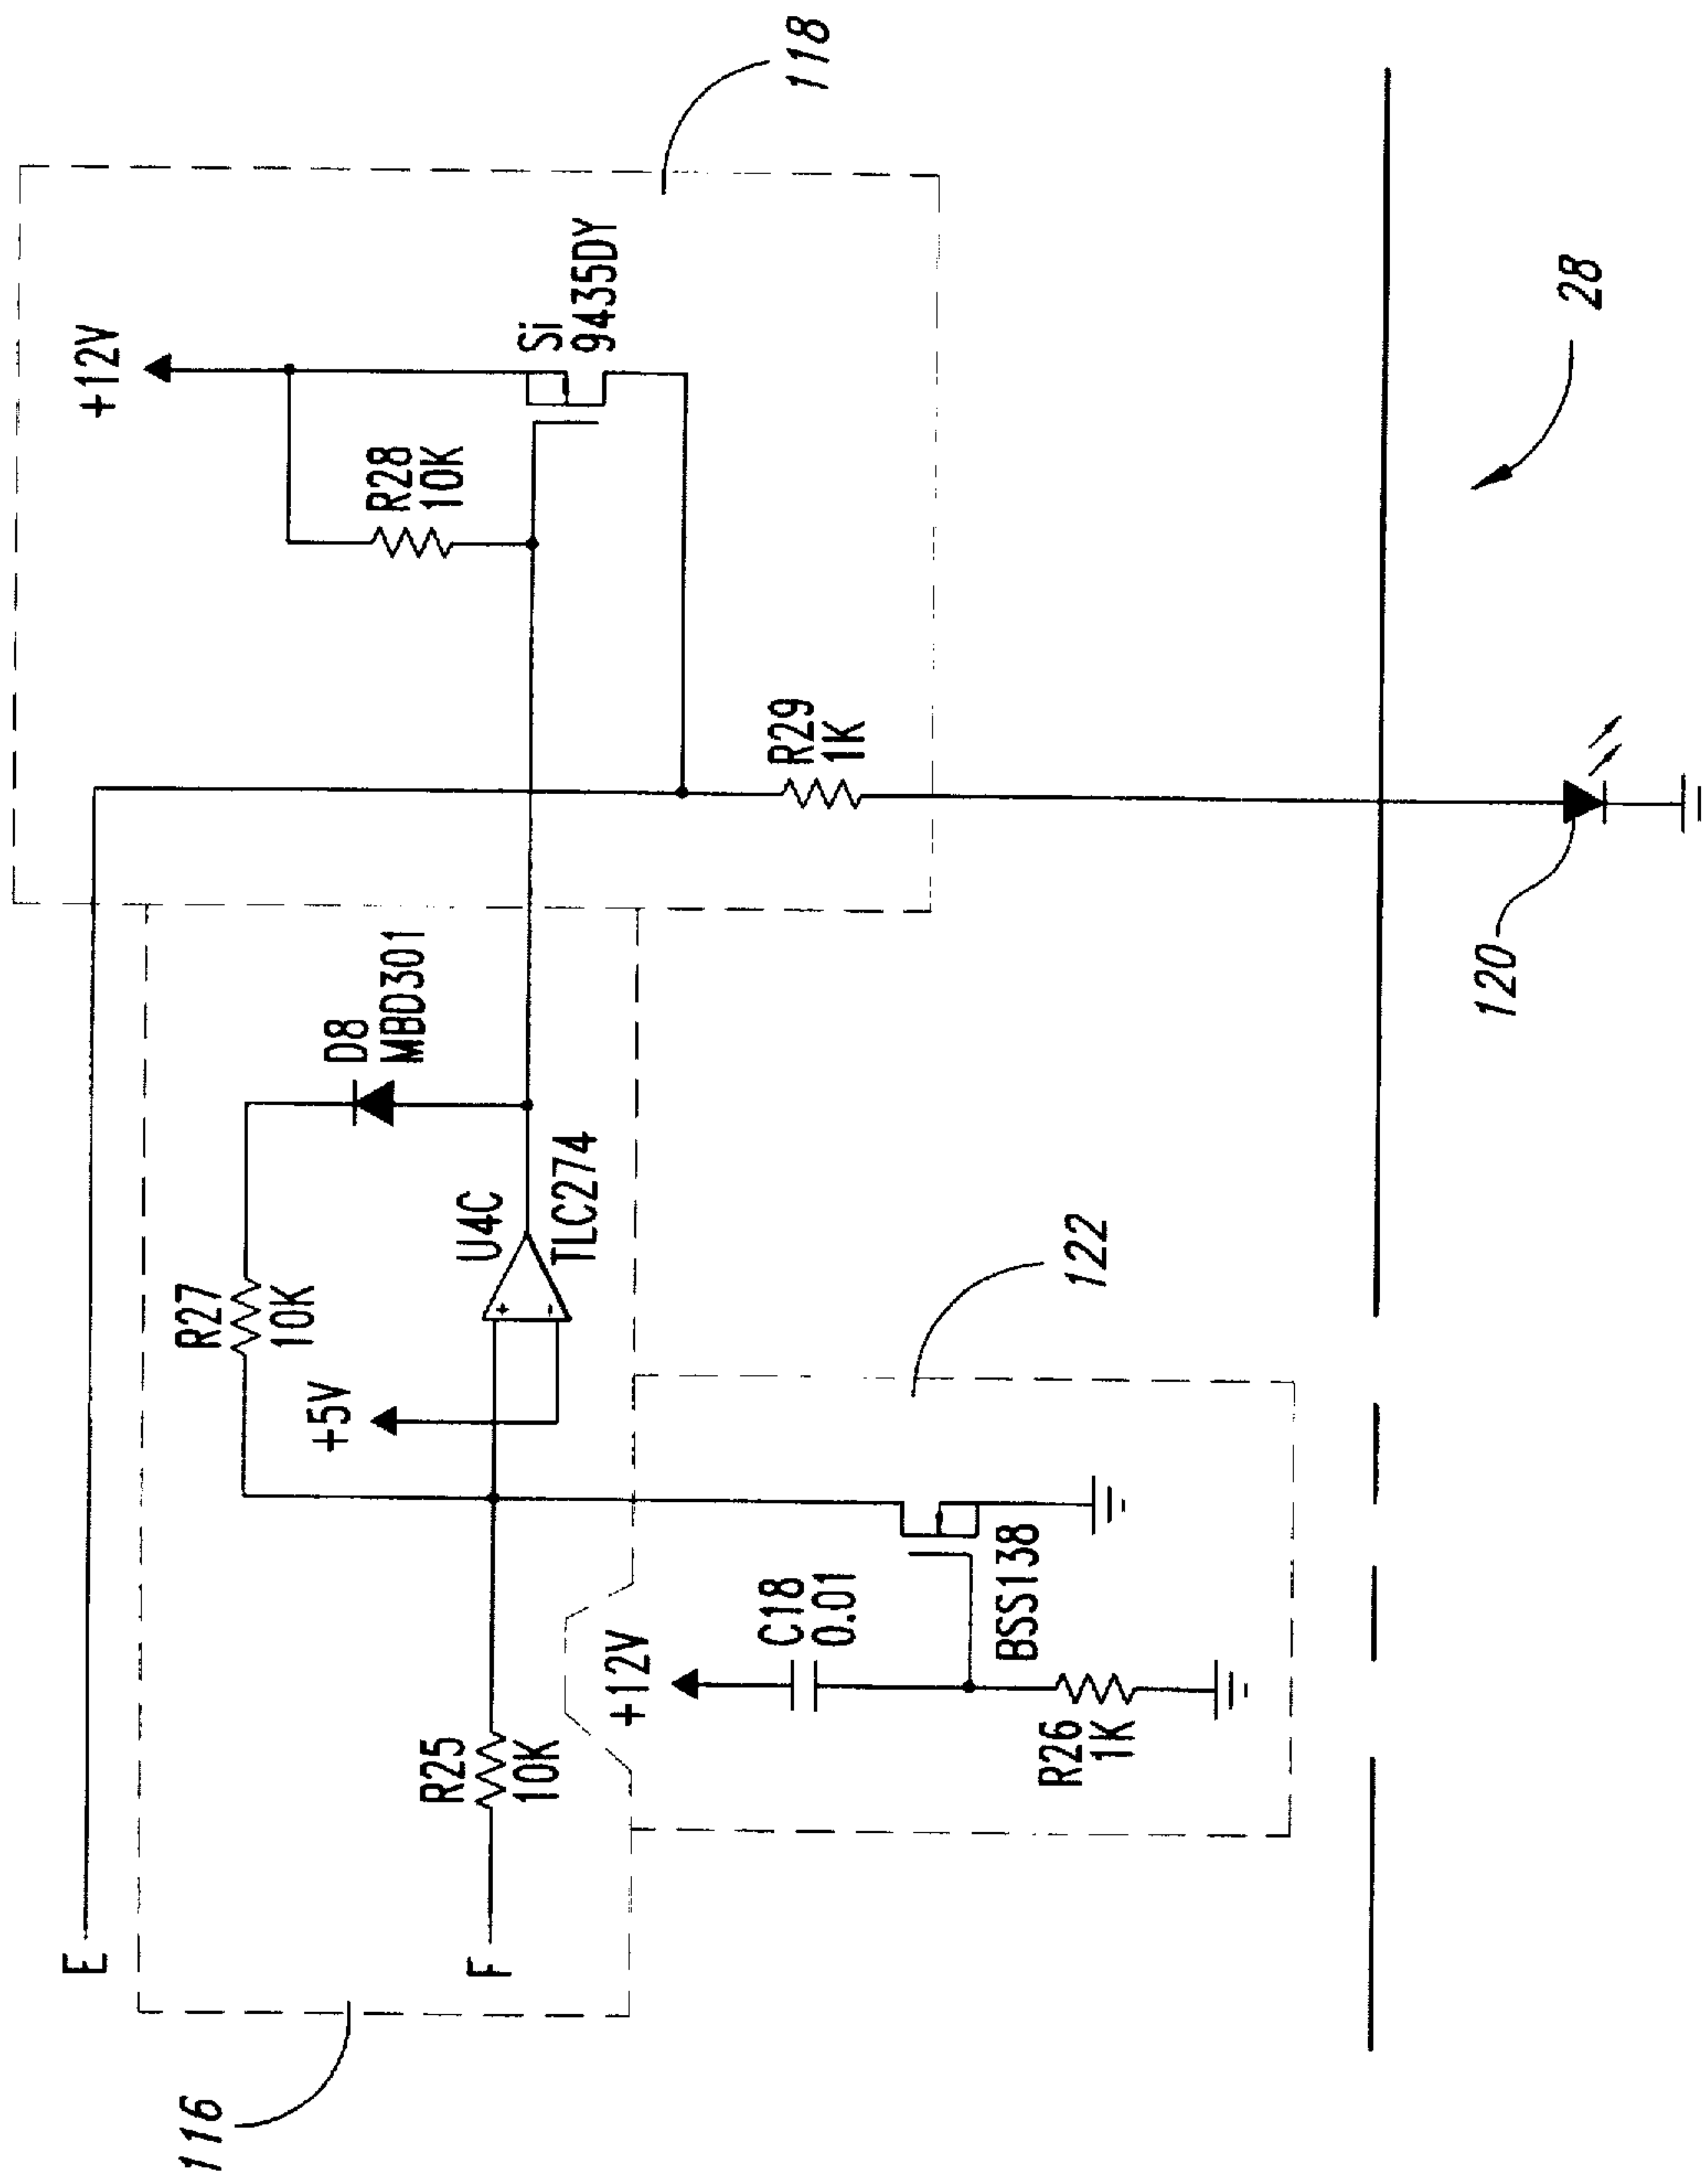 118
+12V
Si
9435DY
R28
10K
R29
1K
28
120
D8
MBD301
U4C
TLC274
R27
10K
+5V
122
E
F
R25
10K
+12V
C18
0.01
BSS138
R26
1K
116
+
-